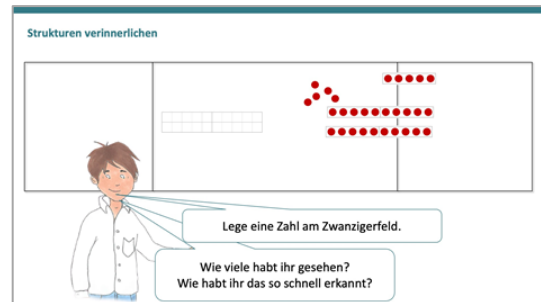 Strukturen verinnerlichen
Lege eine Zahl am Zwanzigerfeld.
Wie viele habt ihr gesehen?
Wie habt ihr das so schnell erkannt?